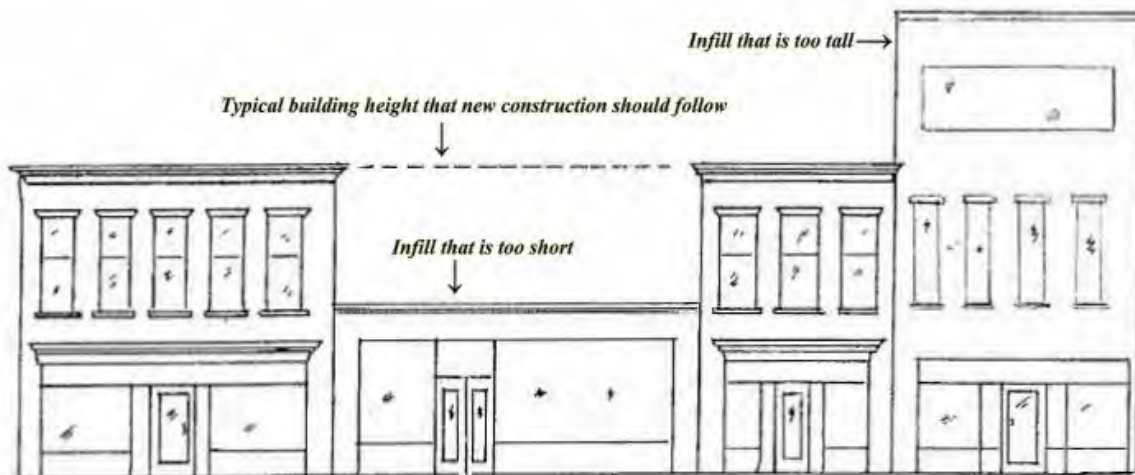 Infill that is too tall
Typical building height that new construction should follow
Infill that is too short